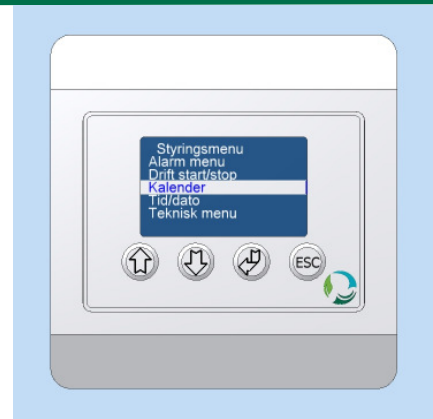 Styringsmenu
Alarm menu
Drift start/stop
Kalender
Tid/dato
Teknisk menu
ESC